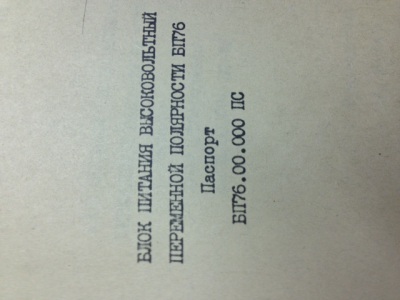 БЛОК ПИТАНИЯ ВЫСОКОВОЛЬТНЫЙ
ПЕРЕМЕННОЙ ПОЛЯРНОСТИ БП76
Паспорт
БП76.00.000 ПС